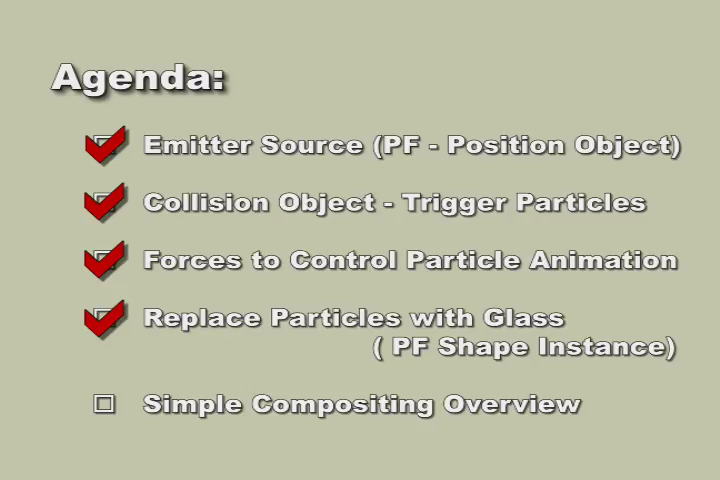 Agenda:
Emitter Source (PF - Position Object)
Collision Object - Trigger Particles
Forces to Control Particle Animation
Replace Particles with Glass
( PF Shape Instance)
Simple Compositing Overview